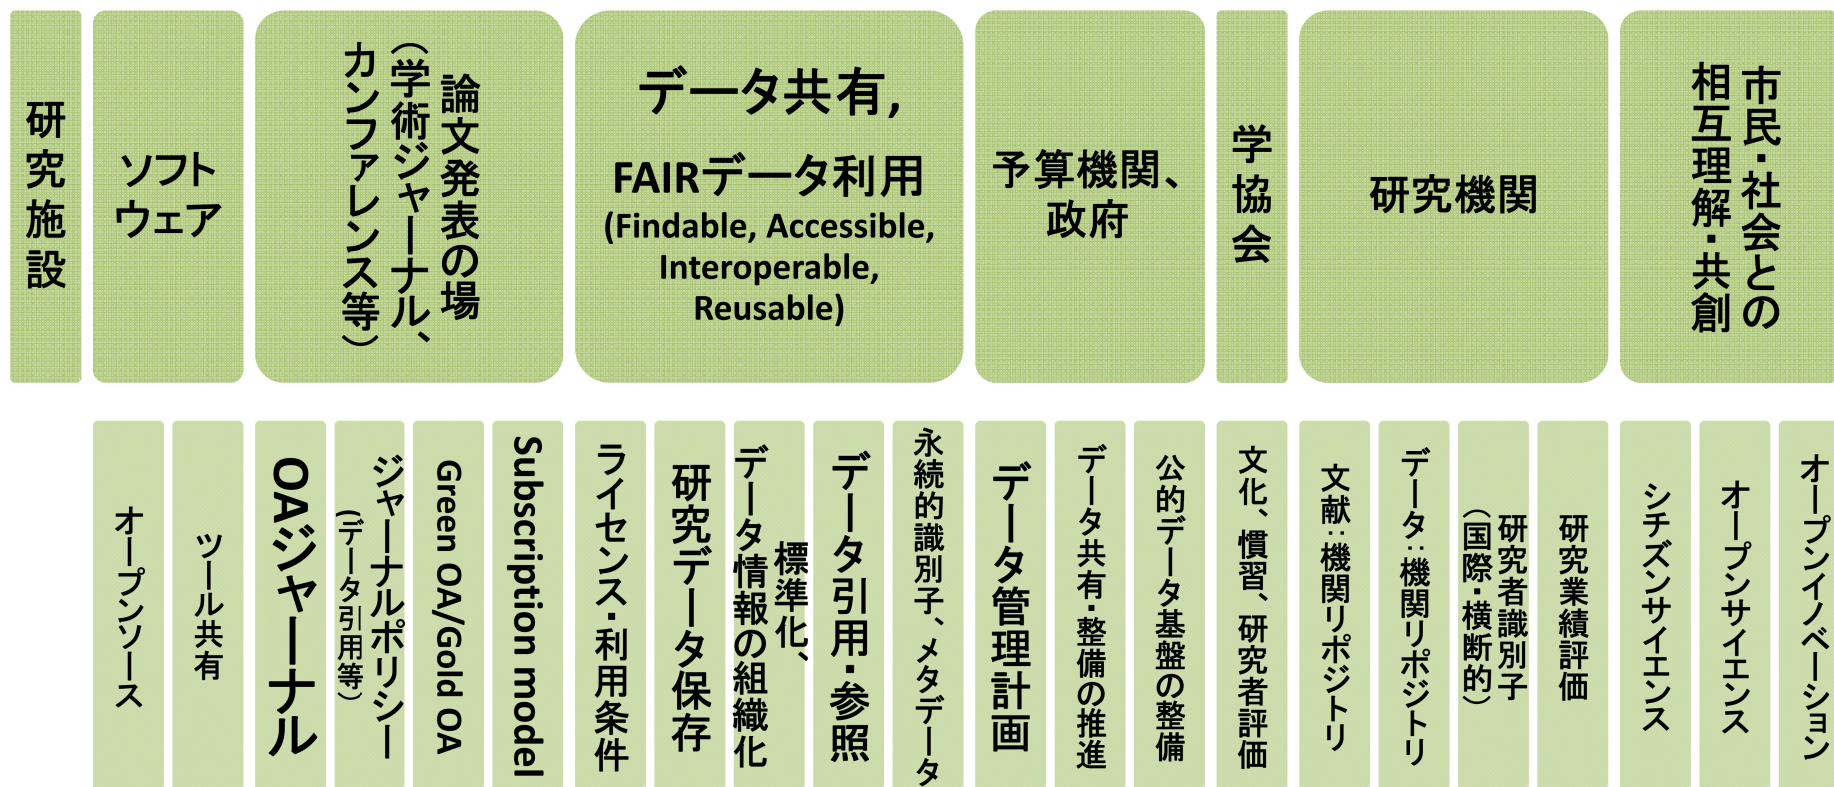 研究施設
ソフト
ウェア
論文発表の場
（学術ジャーナル、
カンファレンス等）
データ共有,
FAIRデータ利用
(Findable, Accessible,
Interoperable,
Reusable)
予算機関、
政府
学協会
研究機関
市民・社会との
相互理解・共創
オープンソース
ツール共有
OAジャーナル
ジャーナルポリシー
(データ引用等)
Green OA/Gold OA
Subscription model
ライセンス・利用条件
研究データ保存
標準化、
データ情報の組織化
データ引用・参照
永続的識別子、メタデータ
データ管理計画
データ共有・整備の推進
公的データ基盤の整備
文化、慣習、研究者評価
文献：機関リポジトリ
データ：機関リポジトリ
研究者識別子
（国際・横断的）
研究業績評価
シチズンサイエンス
オープンサイエンス
オープンイノベーション